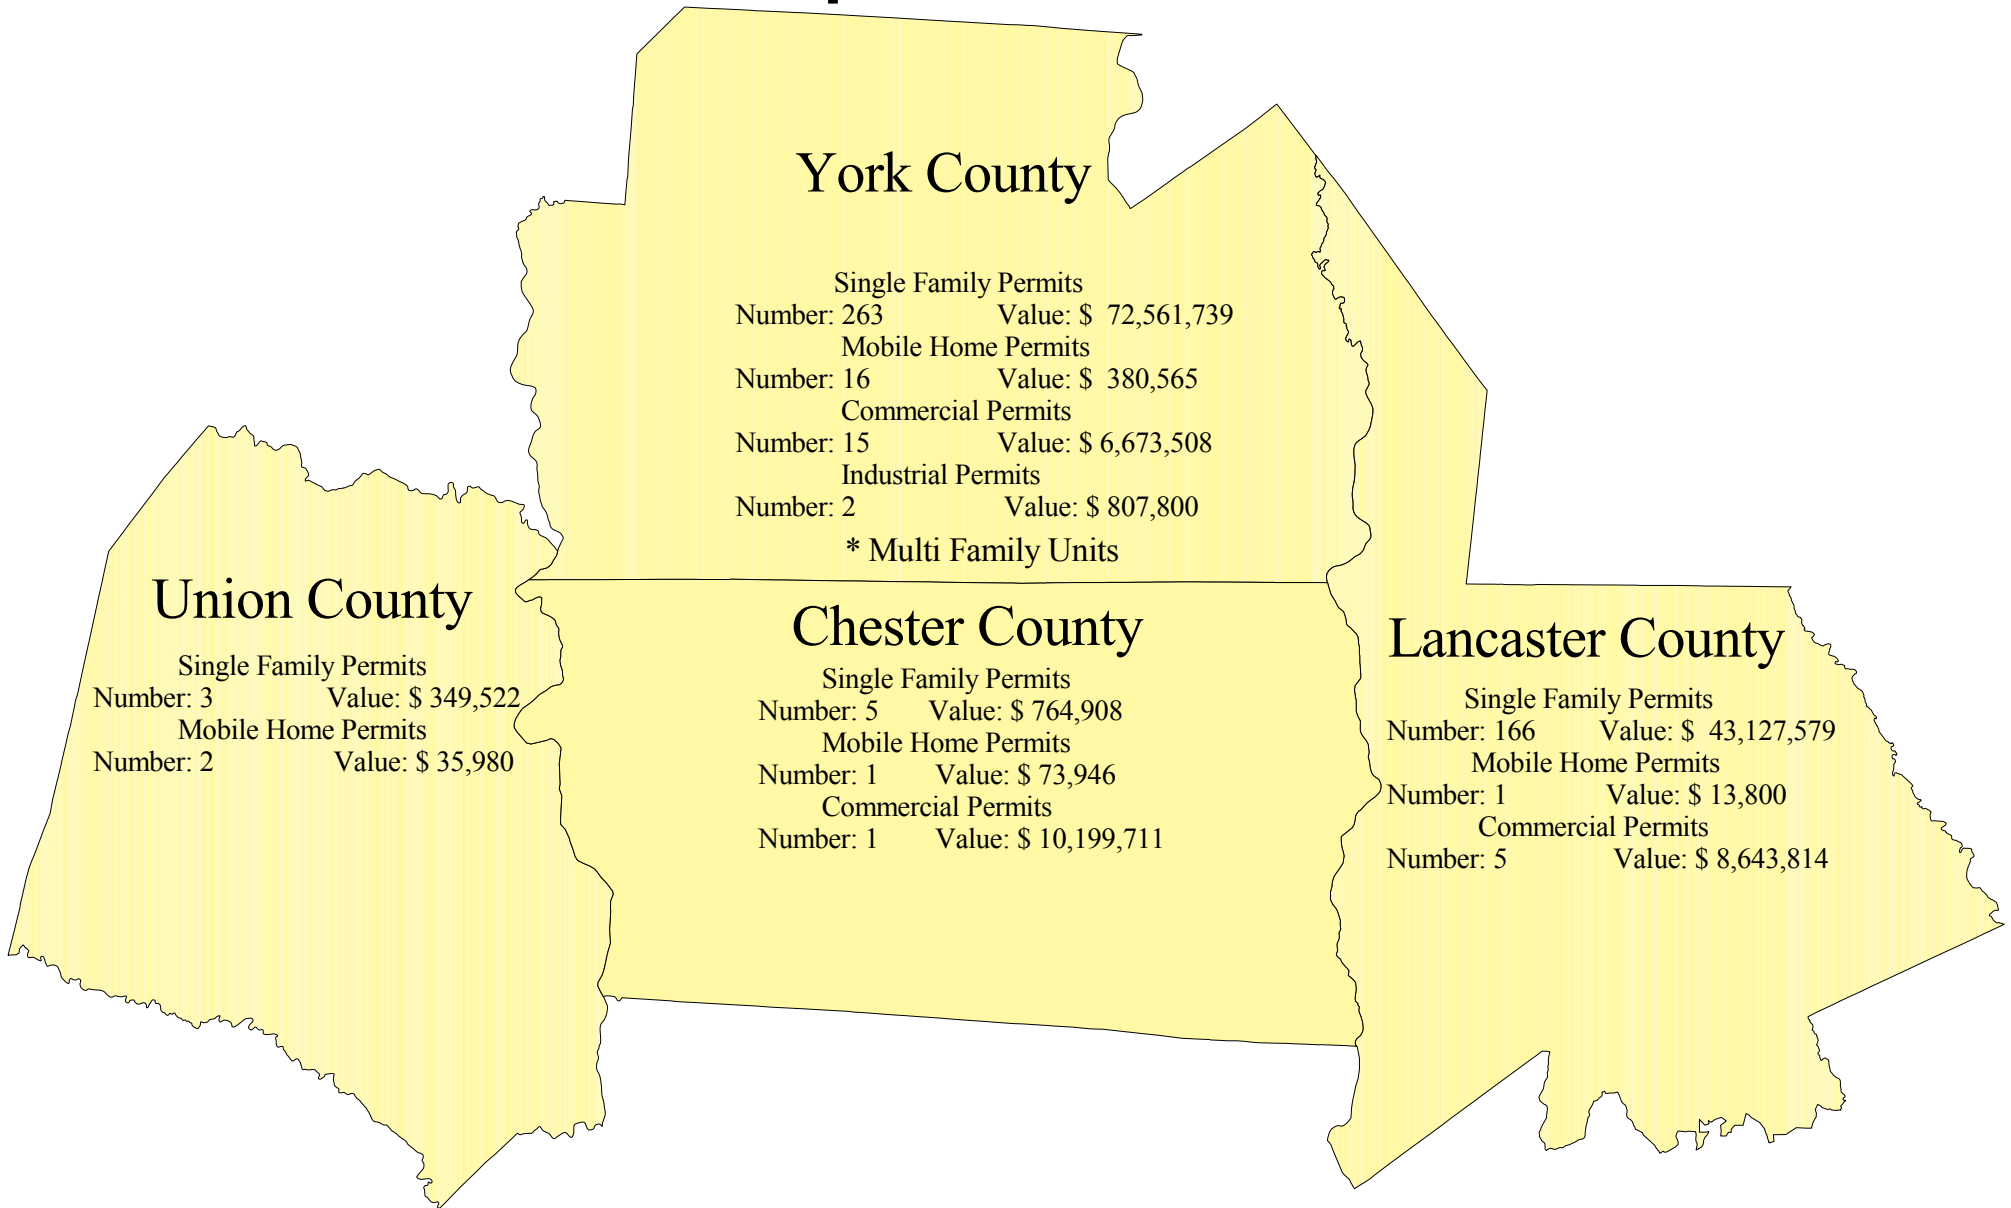 York County
Single Family Permits
Number: 263 Value: $ 72,561,739
Mobile Home Permits
Number: 16 Value: $ 380,565
Commercial Permits
Number: 15 Value: $ 6,673,508
Industrial Permits
Number: 2 Value: $ 807,800
* Multi Family Units
Union County
Single Family Permits
Number: 3 Value: $ 349,522
Mobile Home Permits
Number: 2 Value: $ 35,980
Chester County
Single Family Permits
Number: 5 Value: $ 764,908
Mobile Home Permits
Number: 1 Value: $ 73,946
Commercial Permits
Number: 1 Value: $ 10,199,711
Lancaster County
Single Family Permits
Number: 166 Value: $ 43,127,579
Mobile Home Permits
Number: 1 Value: $ 13,800
Commercial Permits
Number: 5 Value: $ 8,643,814